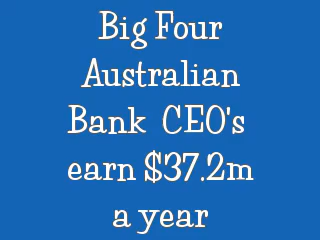 Big Four
Australian
Bank CEO's
earn $37.2m
a year